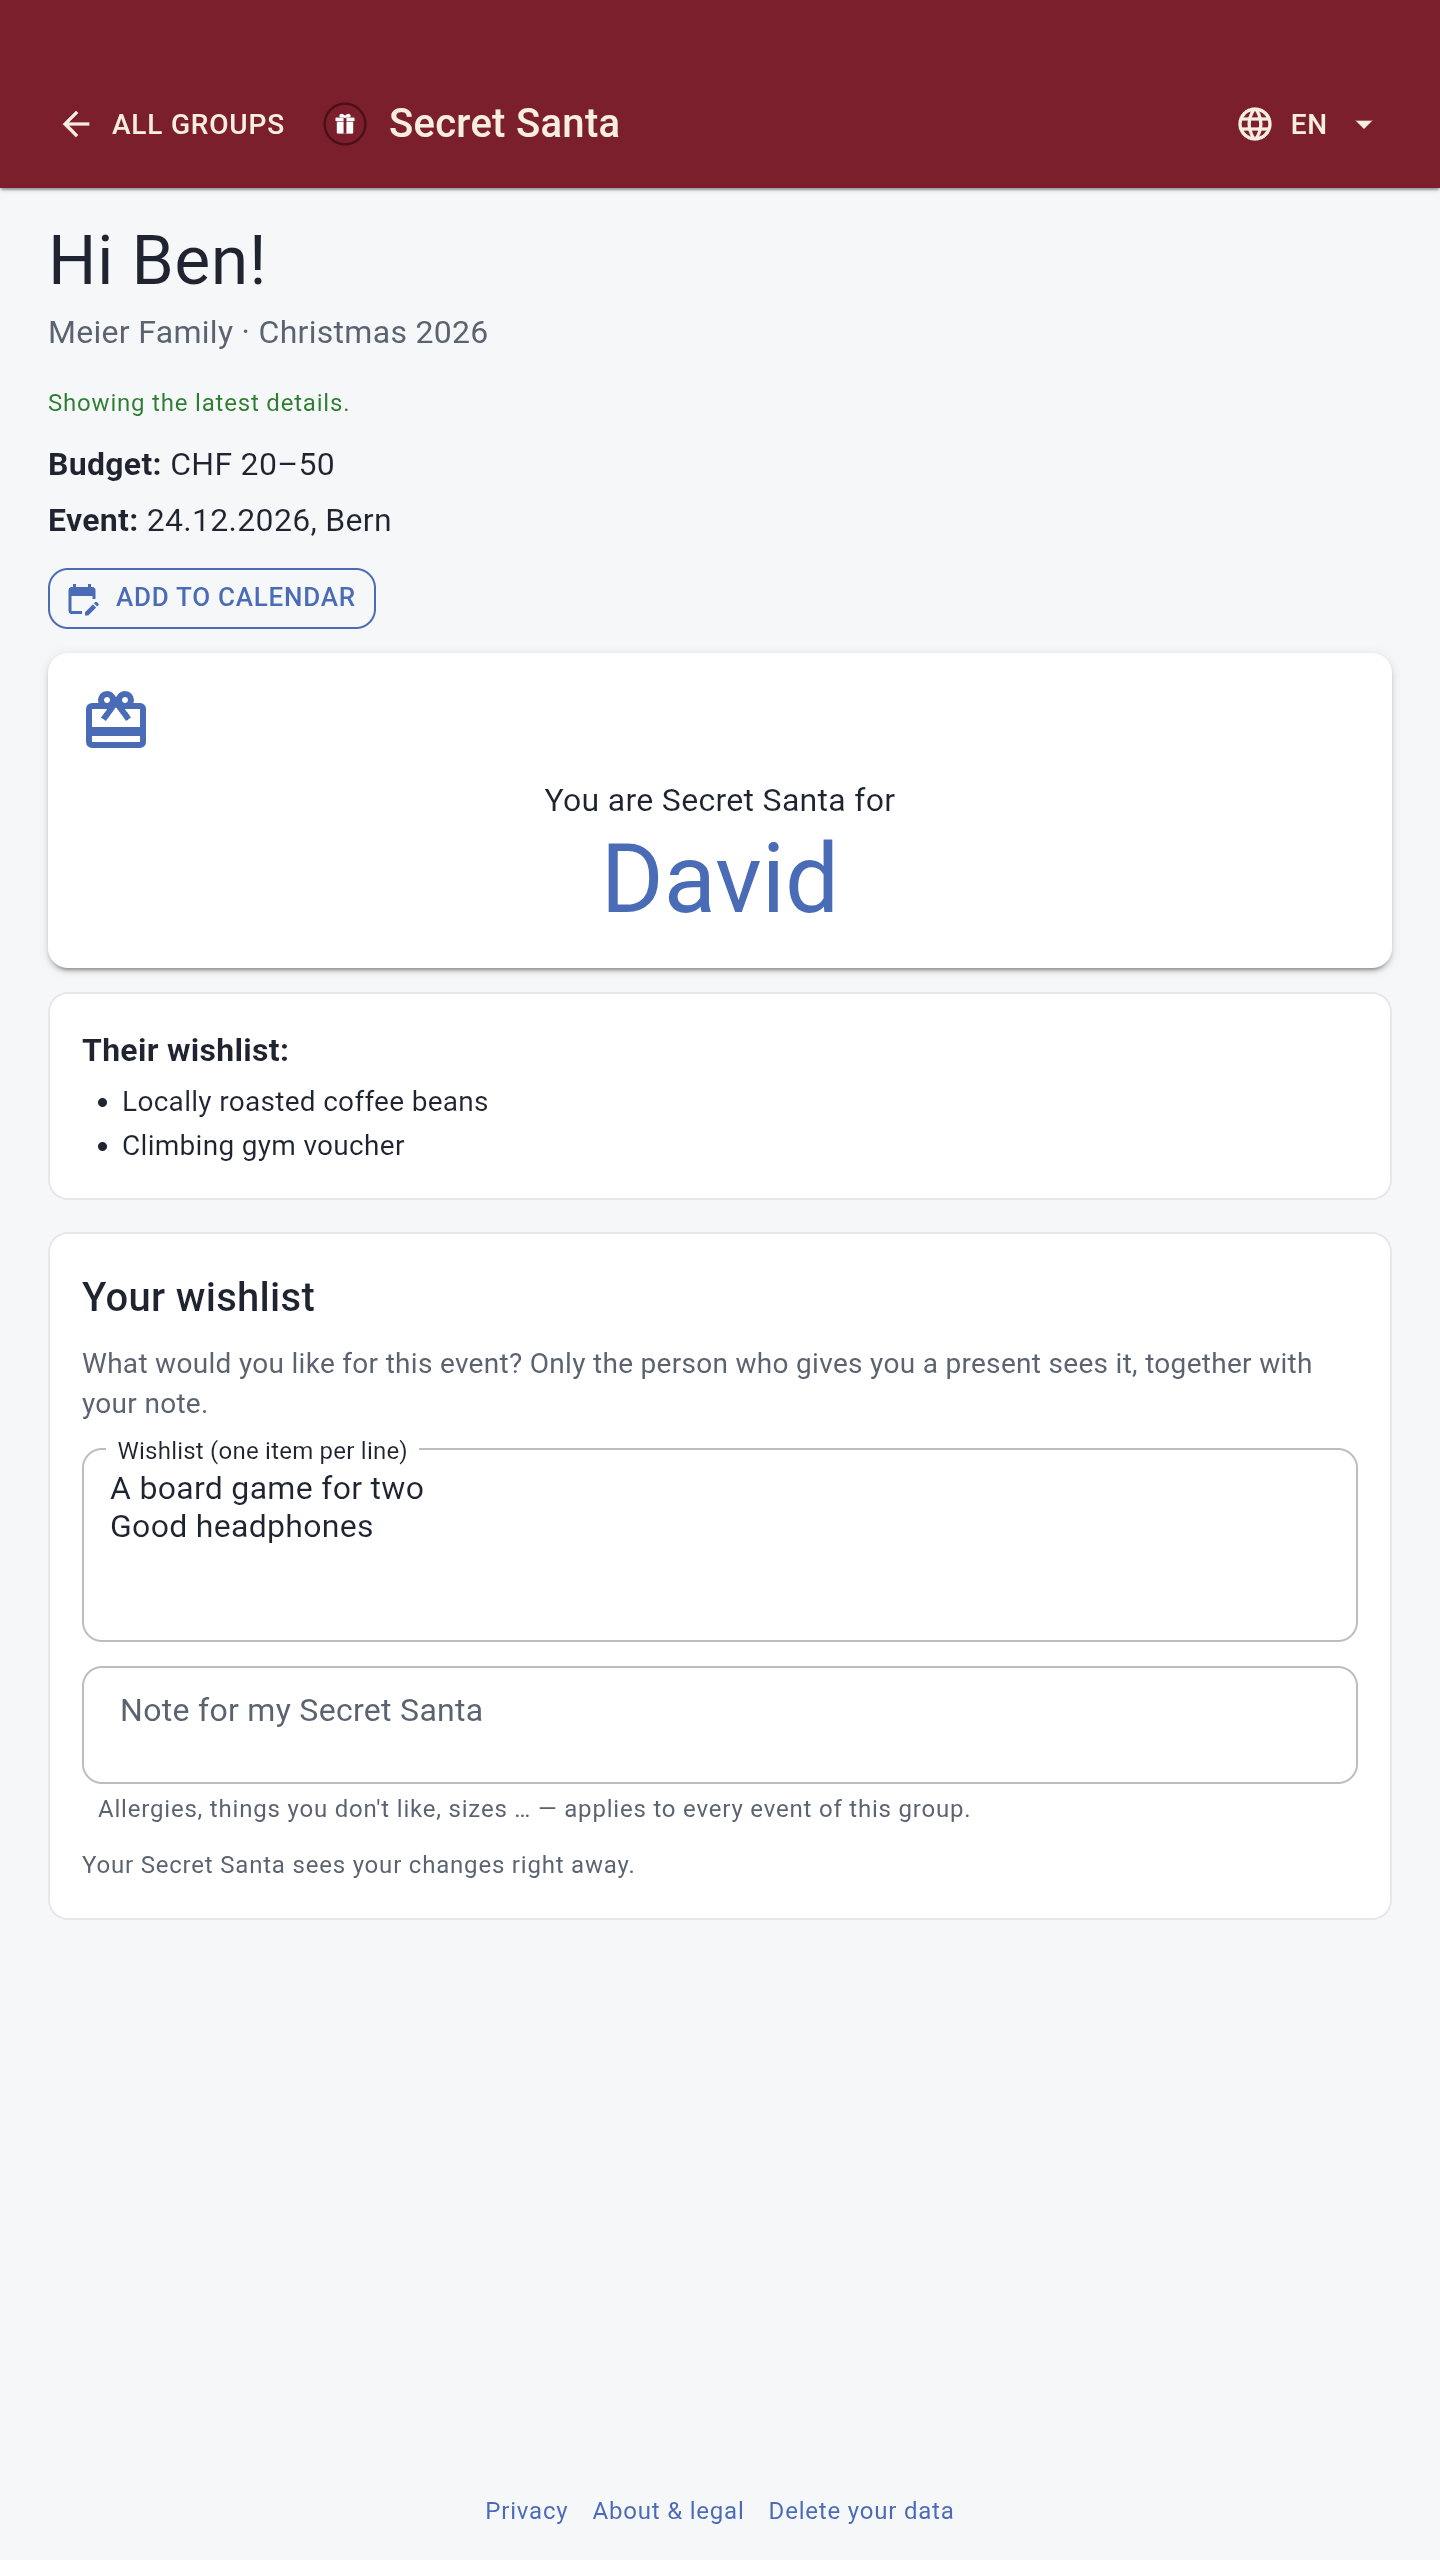 ALL GROUPS
Secret Santa
EN
Hi Ben!
Meier Family · Christmas 2026
Showing the latest details.
Budget: CHF 20–50
Event: 24.12.2026, Bern
ADD TO CALENDAR
You are Secret Santa for
David
Their wishlist:
• Locally roasted coffee beans
• Climbing gym voucher
Your wishlist
What would you like for this event? Only the person who gives you a present sees it, together with
your note.
Wishlist (one item per line)
A board game for two
Good headphones
Note for my Secret Santa
Allergies, things you don't like, sizes … — applies to every event of this group.
Your Secret Santa sees your changes right away.
Privacy About & legal Delete your data